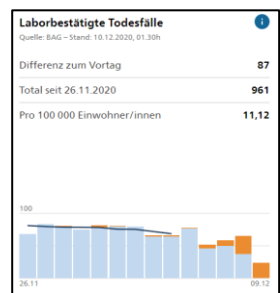 Laborbestätigte Todesfälle
i
Quelle: BAG – Stand: 10.12.2020, 01.30h
Differenz zum Vortag 87
Total seit 26.11.2020 961
Pro 100 000 Einwohner/innen 11,12
100
26.11 09.12